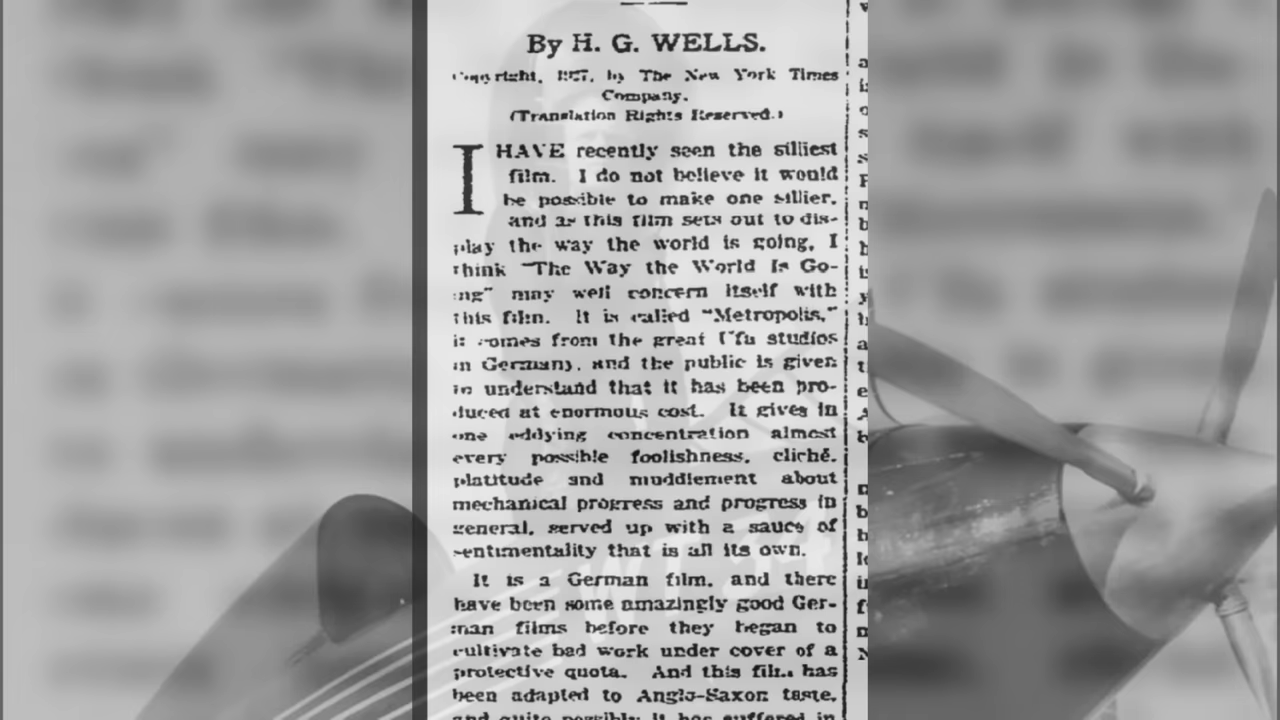 By H. G. WELLS.
Copyright, 1927, by The New York Times
Company.
(Translation Rights Reserved.)
I HAVE recently seen the silliest
film. I do not believe it would
be possible to make one sillier.
and as this film sets out to dis-
play the way the world is going, I
think "The Way the World Is Go-
ing" may well concern itself with
this film. It is called "Metropolis,"
it comes from the great Ufa studios
in Germany, and the public is given
to understand that it has been pro-
duced at enormous cost. It gives in
one eddying concentration almost
every possible foolishness, cliché,
platitude and muddlement about
mechanical progress and progress in
general, served up with a sauce of
sentimentality that is all its own.
It is a German film, and there
have been some amazingly good Ger-
man films before they began to
cultivate bad work under cover of a
protective quota. And this film has
been adapted to Anglo-Saxon taste,
and quite possibly it has suffered in